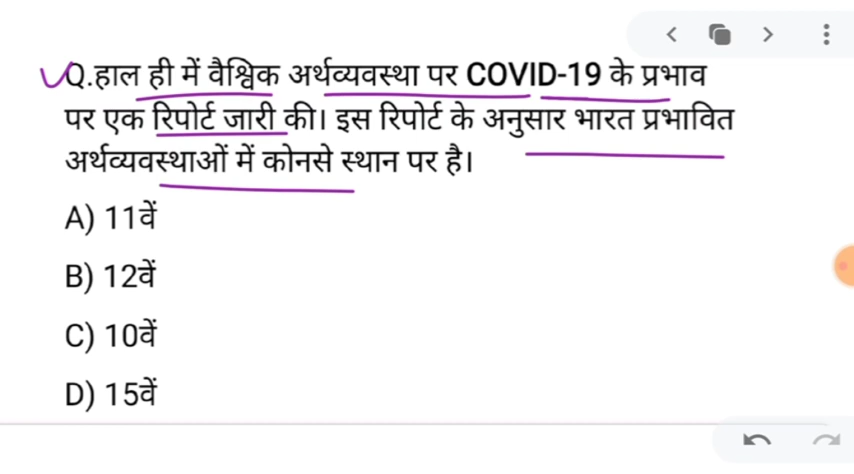 Q.हाल ही में वैश्विक अर्थव्यवस्था पर COVID-19 के प्रभाव
पर एक रिपोर्ट जारी की। इस रिपोर्ट के अनुसार भारत प्रभावित
अर्थव्यवस्थाओं में कोनसे स्थान पर है।
A) 11वें
B) 12वें
C) 10वें
D) 15वें